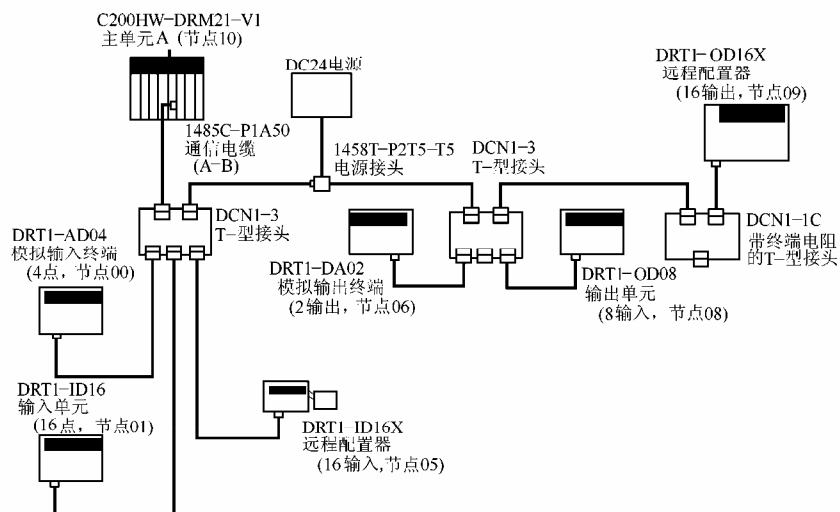 C200HW-DRM21-V1
主单元A (节点10)
DC24电源
DRT1-OD16X
远程配置器
(16输出, 节点09)
1485C-P1A50
通信电缆
(A-B)
1458T-P2T5-T5
电源接头
DCN1-3
T-型接头
DCN1-3
T-型接头
DCN1-1C
带终端电阻
的T-型接头
DRT1-AD04
模拟输入终端
(4点, 节点00)
DRT1-DA02
模拟输出终端
(2输出, 节点06)
DRT1-OD08
输出单元
(8输入, 节点08)
DRT1-ID16
输入单元
(16点, 节点01)
DRT1-ID16X
远程配置器
(16输入,节点05)